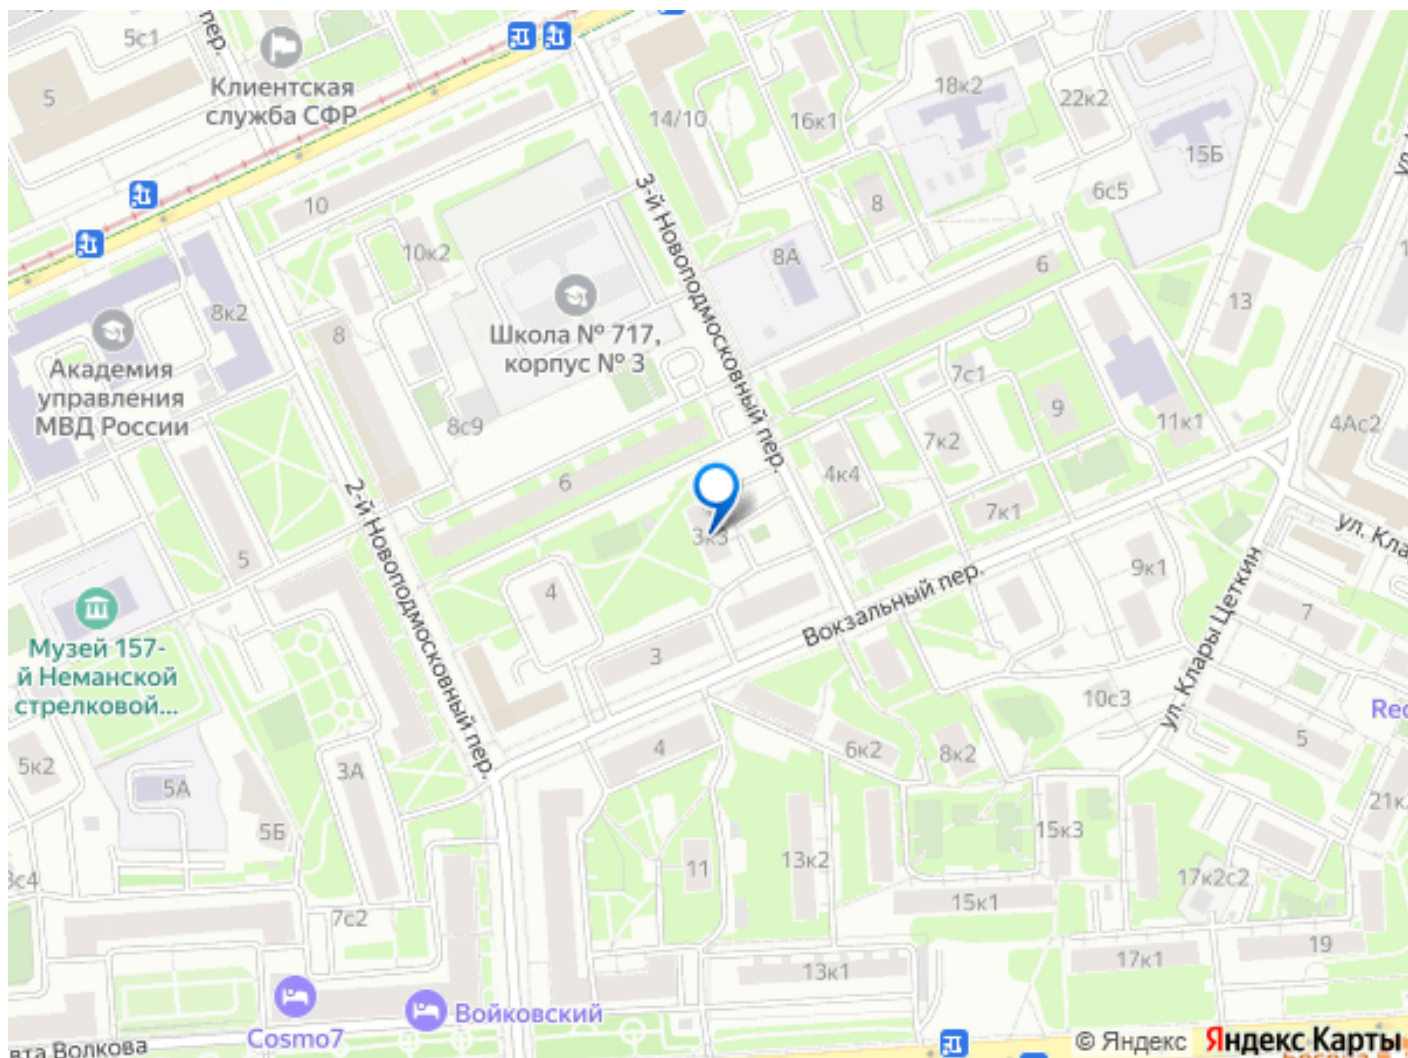 5с1
пер.
Клиентская
служба СФР
5
14/10
16к1
18к2
22к2
15Б
6с5
10
10к2
3-й Новоподмосковный пер.
8
8А
6
13
8к2
8
Школа № 717,
корпус № 3
Академия
управления
МВД России
7с1
9
11к1
4Ас2
8с9
7к2
4к4
6
7к1
2-й Новоподмосковный пер.
3к3
ул. Кла
5
4
9к1
7
Вокзальный пер.
ул. Клары Цеткин
Музей 157-
й Неманской
стрелковой...
3
10с3
Rec
5
4
6к2
8к2
5к2
3А
5А
21к
5Б
15к3
13к2
11
17к2с2
15к1
7с2
19
17к1
13к1
Войковский
Cosmo7
та Волкова
© Яндекс
Яндекс Карты